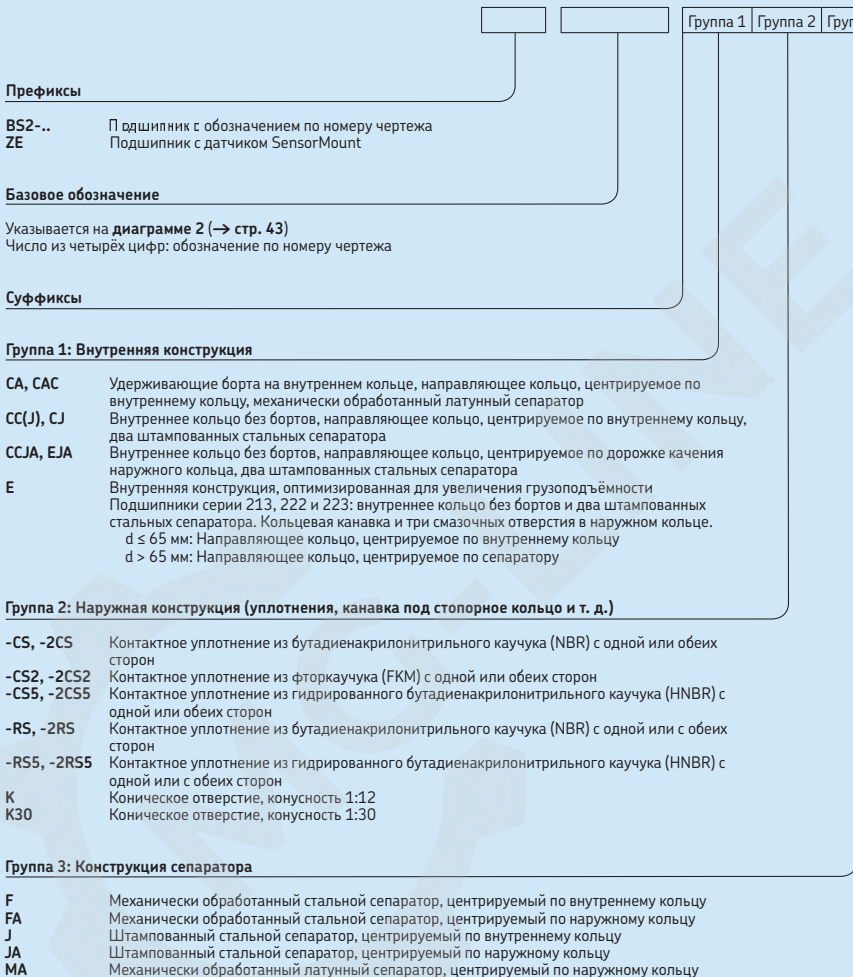 Группа 1 Группа 2 Груп
Префиксы
BS2-.. Подшипник с обозначением по номеру чертежа
ZE Подшипник с датчиком SensorMount
Базовое обозначение
Указывается на диаграмме 2 (→ стр. 43)
Число из четырёх цифр: обозначение по номеру чертежа
Суффиксы
Группа 1: Внутренняя конструкция
CA, CAC Удерживающие борта на внутреннем кольце, направляющее кольцо, центрируемое по
внутреннему кольцу, механически обработанный латунный сепаратор
CC(J), CJ Внутреннее кольцо без бортов, направляющее кольцо, центрируемое по внутреннему кольцу,
два штампованных стальных сепаратора
CCJA, EJA Внутреннее кольцо без бортов, направляющее кольцо, центрируемое по дорожке качения
наружного кольца, два штампованных стальных сепаратора
E Внутренняя конструкция, оптимизированная для увеличения грузоподъёмности
Подшипники серии 213, 222 и 223: внутреннее кольцо без бортов и два штампованных
стальных сепаратора. Кольцевая канавка и три смазочных отверстия в наружном кольце.
d ≤ 65 мм: Направляющее кольцо, центрируемое по внутреннему кольцу
d > 65 мм: Направляющее кольцо, центрируемое по сепаратору
Группа 2: Наружная конструкция (уплотнения, канавка под стопорное кольцо и т. д.)
-CS, -2CS Контактное уплотнение из бутадиенакрилонитрильного каучука (NBR) с одной или обеих
сторон
-CS2, -2CS2 Контактное уплотнение из фторкаучука (FKM) с одной или обеих сторон
-CS5, -2CS5 Контактное уплотнение из гидрированного бутадиенакрилонитрильного каучука (HNBR) с
одной или обеих сторон
-RS, -2RS Контактное уплотнение из бутадиенакрилонитрильного каучука (NBR) с одной или с обеих
сторон
-RS5, -2RS5 Контактное уплотнение из гидрированного бутадиенакрилонитрильного каучука (HNBR) с
одной или с обеих сторон
K Коническое отверстие, конусность 1:12
K30 Коническое отверстие, конусность 1:30
Группа 3: Конструкция сепаратора
F Механически обработанный стальной сепаратор, центрируемый по внутреннему кольцу
FA Механически обработанный стальной сепаратор, центрируемый по наружному кольцу
J Штампованный стальной сепаратор, центрируемый по внутреннему кольцу
JA Штампованный стальной сепаратор, центрируемый по наружному кольцу
MA Механически обработанный латунный сепаратор, центрируемый по наружному кольцу